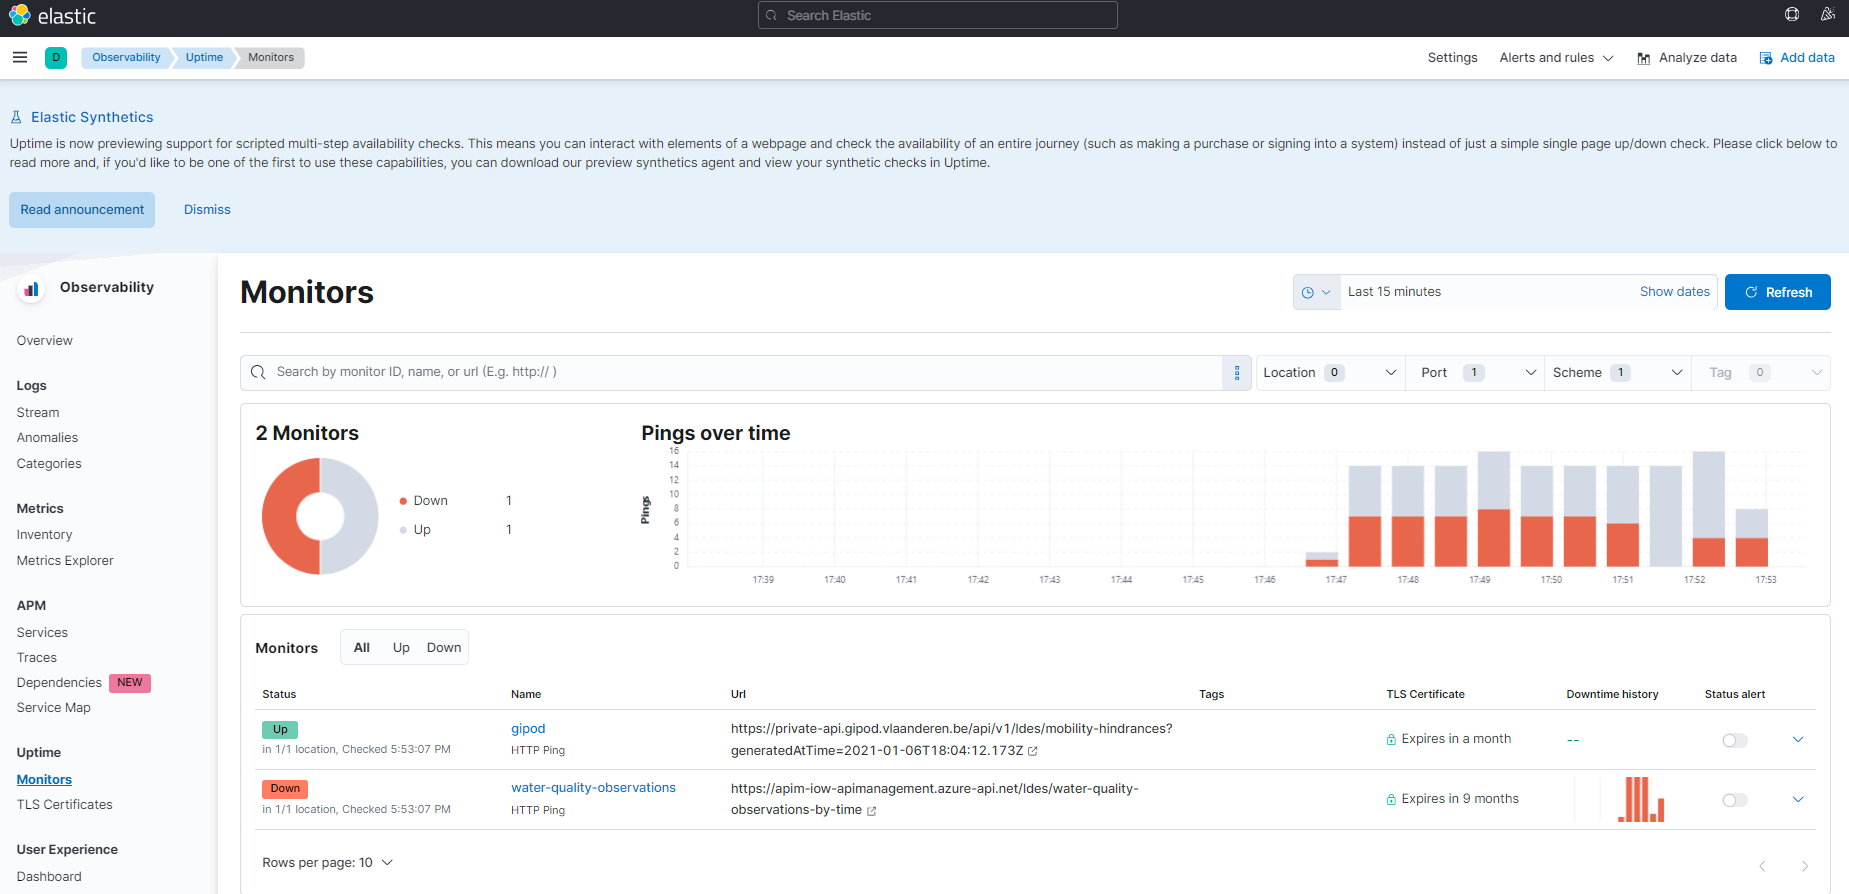 elastic
Search Elastic
D
Observability
Uptime
Monitors
Settings
Alerts and rules
Analyze data
Add data
Elastic Synthetics
Uptime is now previewing support for scripted multi-step availability checks. This means you can interact with elements of a webpage and check the availability of an entire journey (such as making a purchase or signing into a system) instead of just a simple single page up/down check. Please click below to
read more and, if you'd like to be one of the first to use these capabilities, you can download our preview synthetics agent and view your synthetic checks in Uptime.
Read announcement
Dismiss
Observability
Overview
Logs
Stream
Anomalies
Categories
Metrics
Inventory
Metrics Explorer
APM
Services
Traces
Dependencies NEW
Service Map
Uptime
Monitors
TLS Certificates
User Experience
Dashboard
Monitors
Last 15 minutes
Show dates
Refresh
Search by monitor ID, name, or url (E.g. http:// )
Location 0
Port 1
Scheme 1
Tag 0
2 Monitors
Down 1
Up 1
Pings over time
Pings
16
14
12
10
8
6
4
2
0
17:39 17:40 17:41 17:42 17:43 17:44 17:45 17:46 17:47 17:48 17:49 17:50 17:51 17:52 17:53
Monitors
All Up Down
Status Name Url Tags TLS Certificate Downtime history Status alert
Up
in 1/1 location, Checked 5:53:07 PM
gipod
HTTP Ping
https://private-api.gipod.vlaanderen.be/api/v1/ldes/mobility-hindrances?
generatedAtTime=2021-01-06T18:04:12.173Z
Expires in a month
--
Down
in 1/1 location, Checked 5:53:07 PM
water-quality-observations
HTTP Ping
https://apim-iow-apimanagement.azure-api.net/ldes/water-quality-
observations-by-time
Expires in 9 months
Rows per page: 10